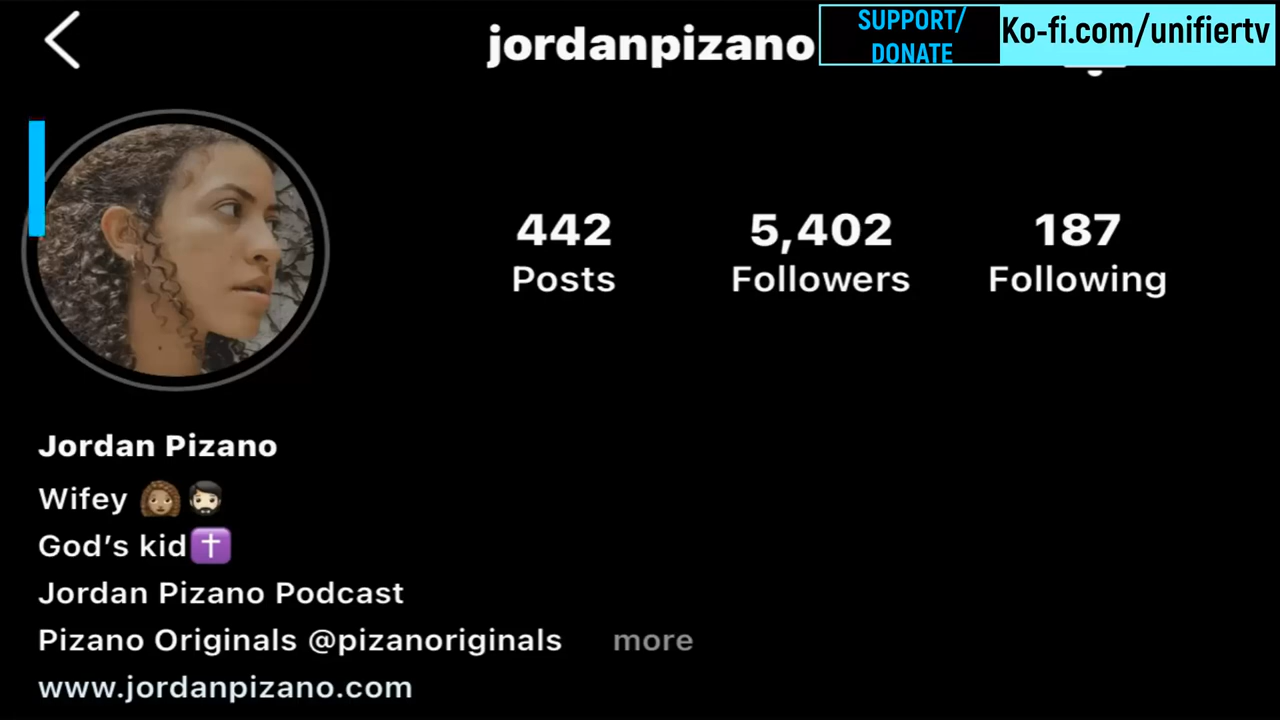 jordanpizano
SUPPORT/
DONATE
Ko-fi.com/unifiertv
442
Posts
5,402
Followers
187
Following
Jordan Pizano
Wifey 👩🏽‍🦱🧔🏻
God’s kid✝️
Jordan Pizano Podcast
Pizano Originals @pizanoriginals more
www.jordanpizano.com